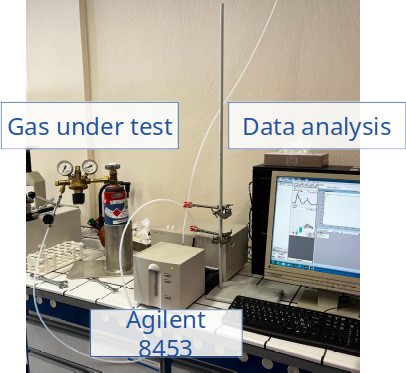 Gas under test
Data analysis
Agilent
8453